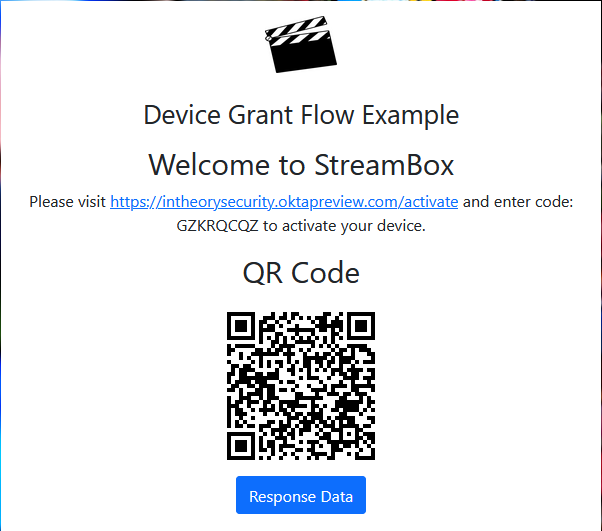 Device Grant Flow Example
Welcome to StreamBox
Please visit https://intheorysecurity.oktapreview.com/activate and enter code:
GZKRQCQZ to activate your device.
QR Code
Response Data